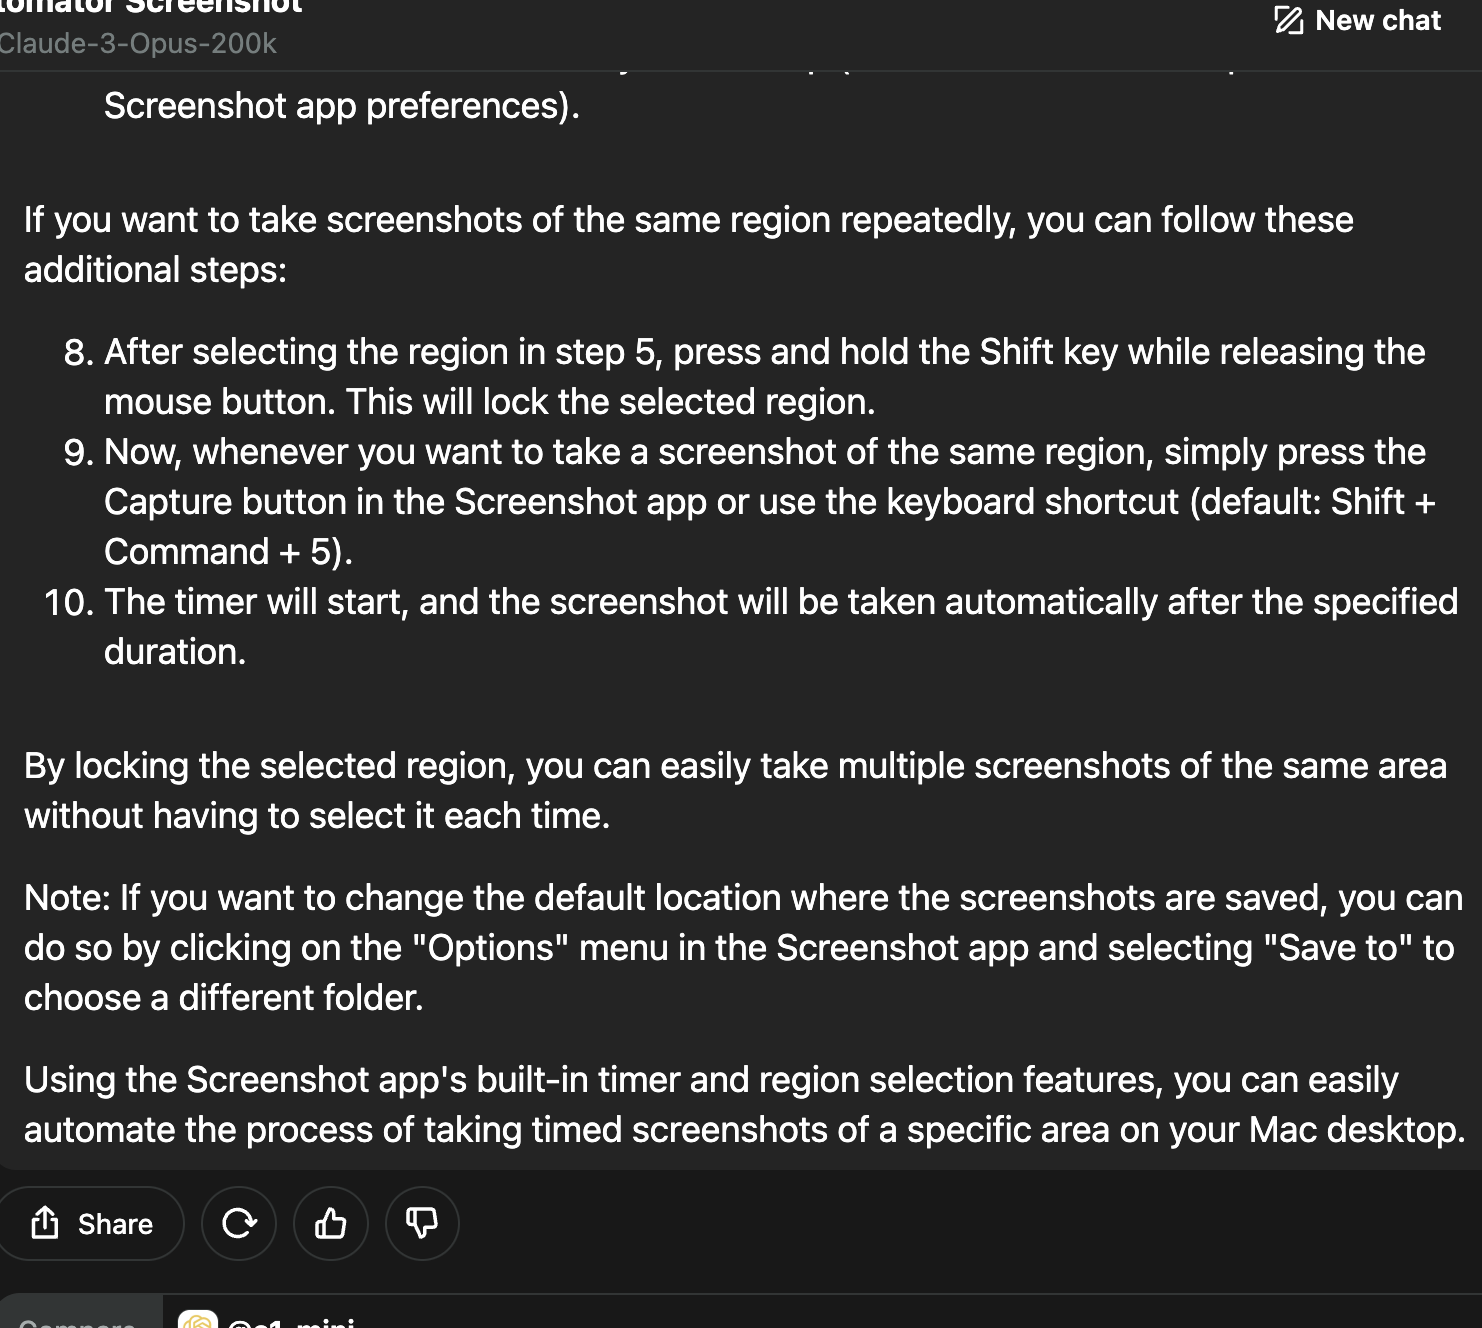 tomator Screenshot
Claude-3-Opus-200k
New chat
Screenshot app preferences).
If you want to take screenshots of the same region repeatedly, you can follow these
additional steps:
8. After selecting the region in step 5, press and hold the Shift key while releasing the
mouse button. This will lock the selected region.
9. Now, whenever you want to take a screenshot of the same region, simply press the
Capture button in the Screenshot app or use the keyboard shortcut (default: Shift +
Command + 5).
10. The timer will start, and the screenshot will be taken automatically after the specified
duration.
By locking the selected region, you can easily take multiple screenshots of the same area
without having to select it each time.
Note: If you want to change the default location where the screenshots are saved, you can
do so by clicking on the "Options" menu in the Screenshot app and selecting "Save to" to
choose a different folder.
Using the Screenshot app's built-in timer and region selection features, you can easily
automate the process of taking timed screenshots of a specific area on your Mac desktop.
Share
Compare